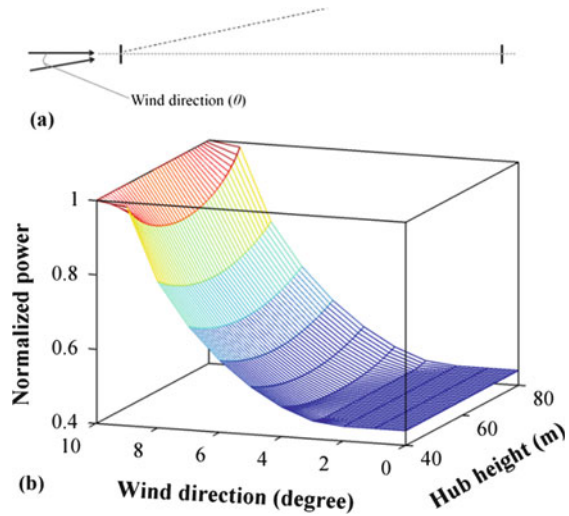 Wind direction (θ)
(a)
1
0.8
0.6
0.4
Normalized power
10
8
6
4
2
0
Wind direction (degree)
40
60
80
Hub height (m)
(b)